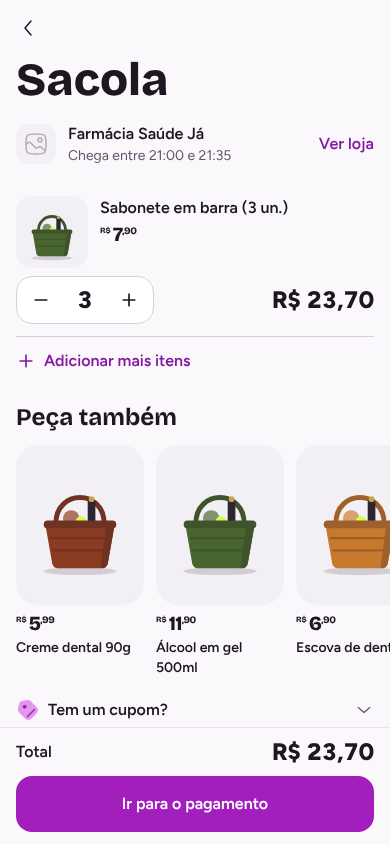 Sacola
Farmácia Saúde Já
Chega entre 21:00 e 21:35
Ver loja
Sabonete em barra (3 un.)
R$ 7,90
3
R$ 23,70
Adicionar mais itens
Peça também
R$ 5,99
Creme dental 90g
R$ 11,90
Álcool em gel
500ml
R$ 6,90
Escova de dent
Tem um cupom?
Total
R$ 23,70
Ir para o pagamento